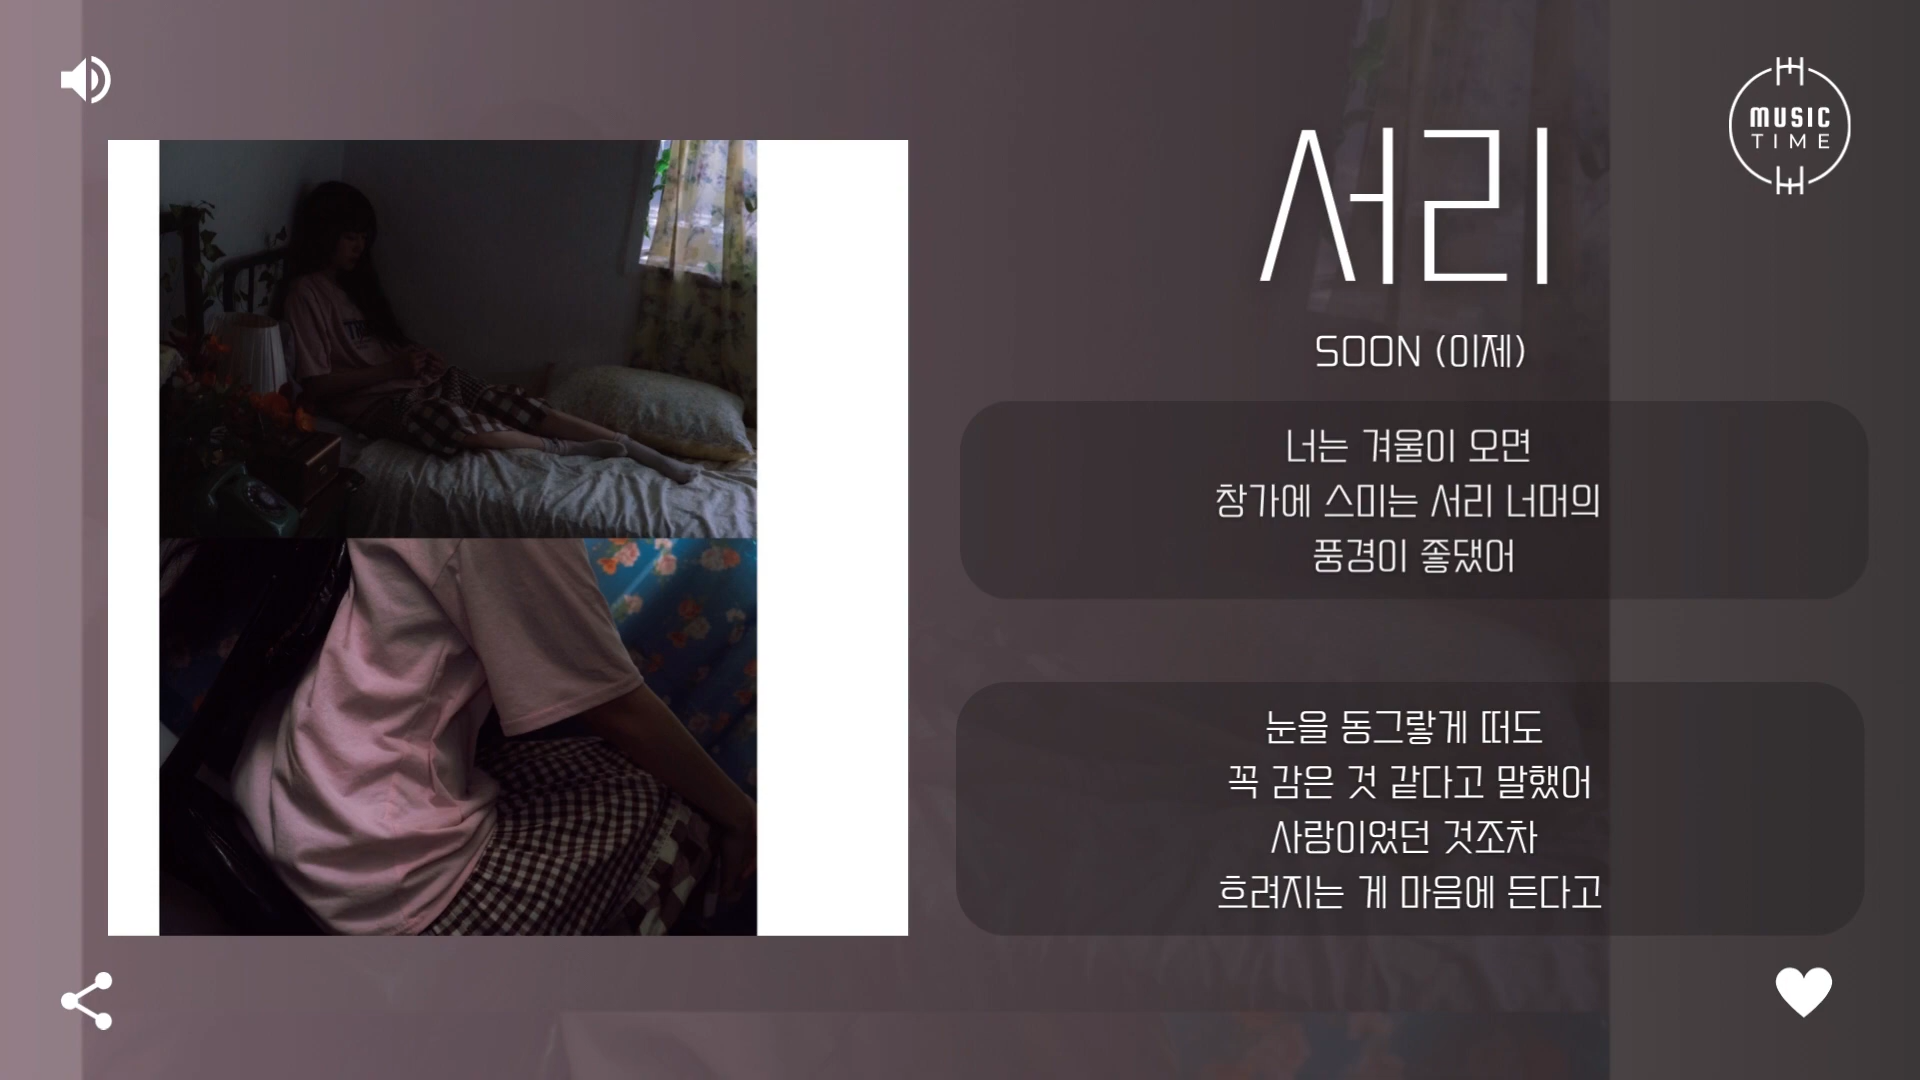 MUSIC
TIME
서리
SOON (이제)
너는 겨울이 오면
창가에 스미는 서리 너머의
풍경이 좋댔어
눈을 동그랗게 떠도
꼭 감은 것 같다고 말했어
사랑이었던 것조차
흐려지는 게 마음에 든다고